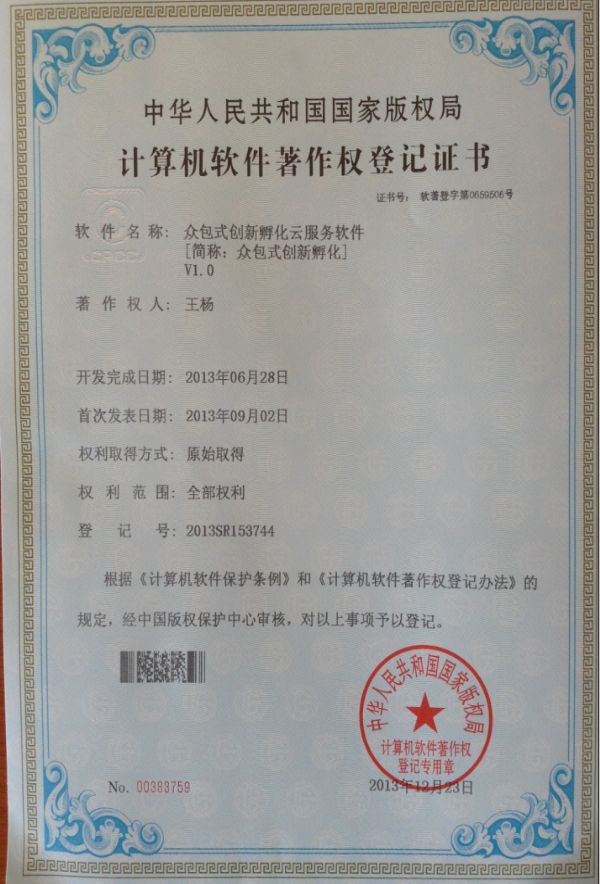 中华人民共和国国家版权局
计算机软件著作权登记证书
证书号： 软著登字第0659506号
软件名称： 众包式创新孵化云服务软件
[简称：众包式创新孵化]
V1.0
著作权人： 王杨
开发完成日期： 2013年06月28日
首次发表日期： 2013年09月02日
权利取得方式： 原始取得
权利范围： 全部权利
登记号： 2013SR153744
根据《计算机软件保护条例》和《计算机软件著作权登记办法》的
规定，经中国版权保护中心审核，对以上事项予以登记。
中华人民共和国国家版权局
计算机软件著作权
登记专用章
No. 00383759
2013年12月23日
CPCC